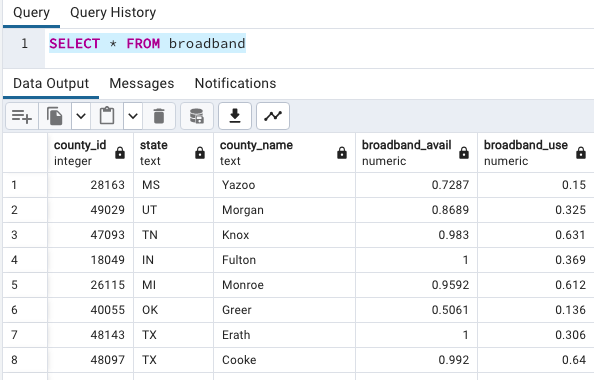 Query Query History
1 SELECT * FROM broadband
Data Output Messages Notifications
county_id state county_name broadband_avail broadband_use
integer text text numeric numeric
1 28163 MS Yazoo 0.7287 0.15
2 49029 UT Morgan 0.8689 0.325
3 47093 TN Knox 0.983 0.631
4 18049 IN Fulton 1 0.369
5 26115 MI Monroe 0.9592 0.612
6 40055 OK Greer 0.5061 0.136
7 48143 TX Erath 1 0.306
8 48097 TX Cooke 0.992 0.64